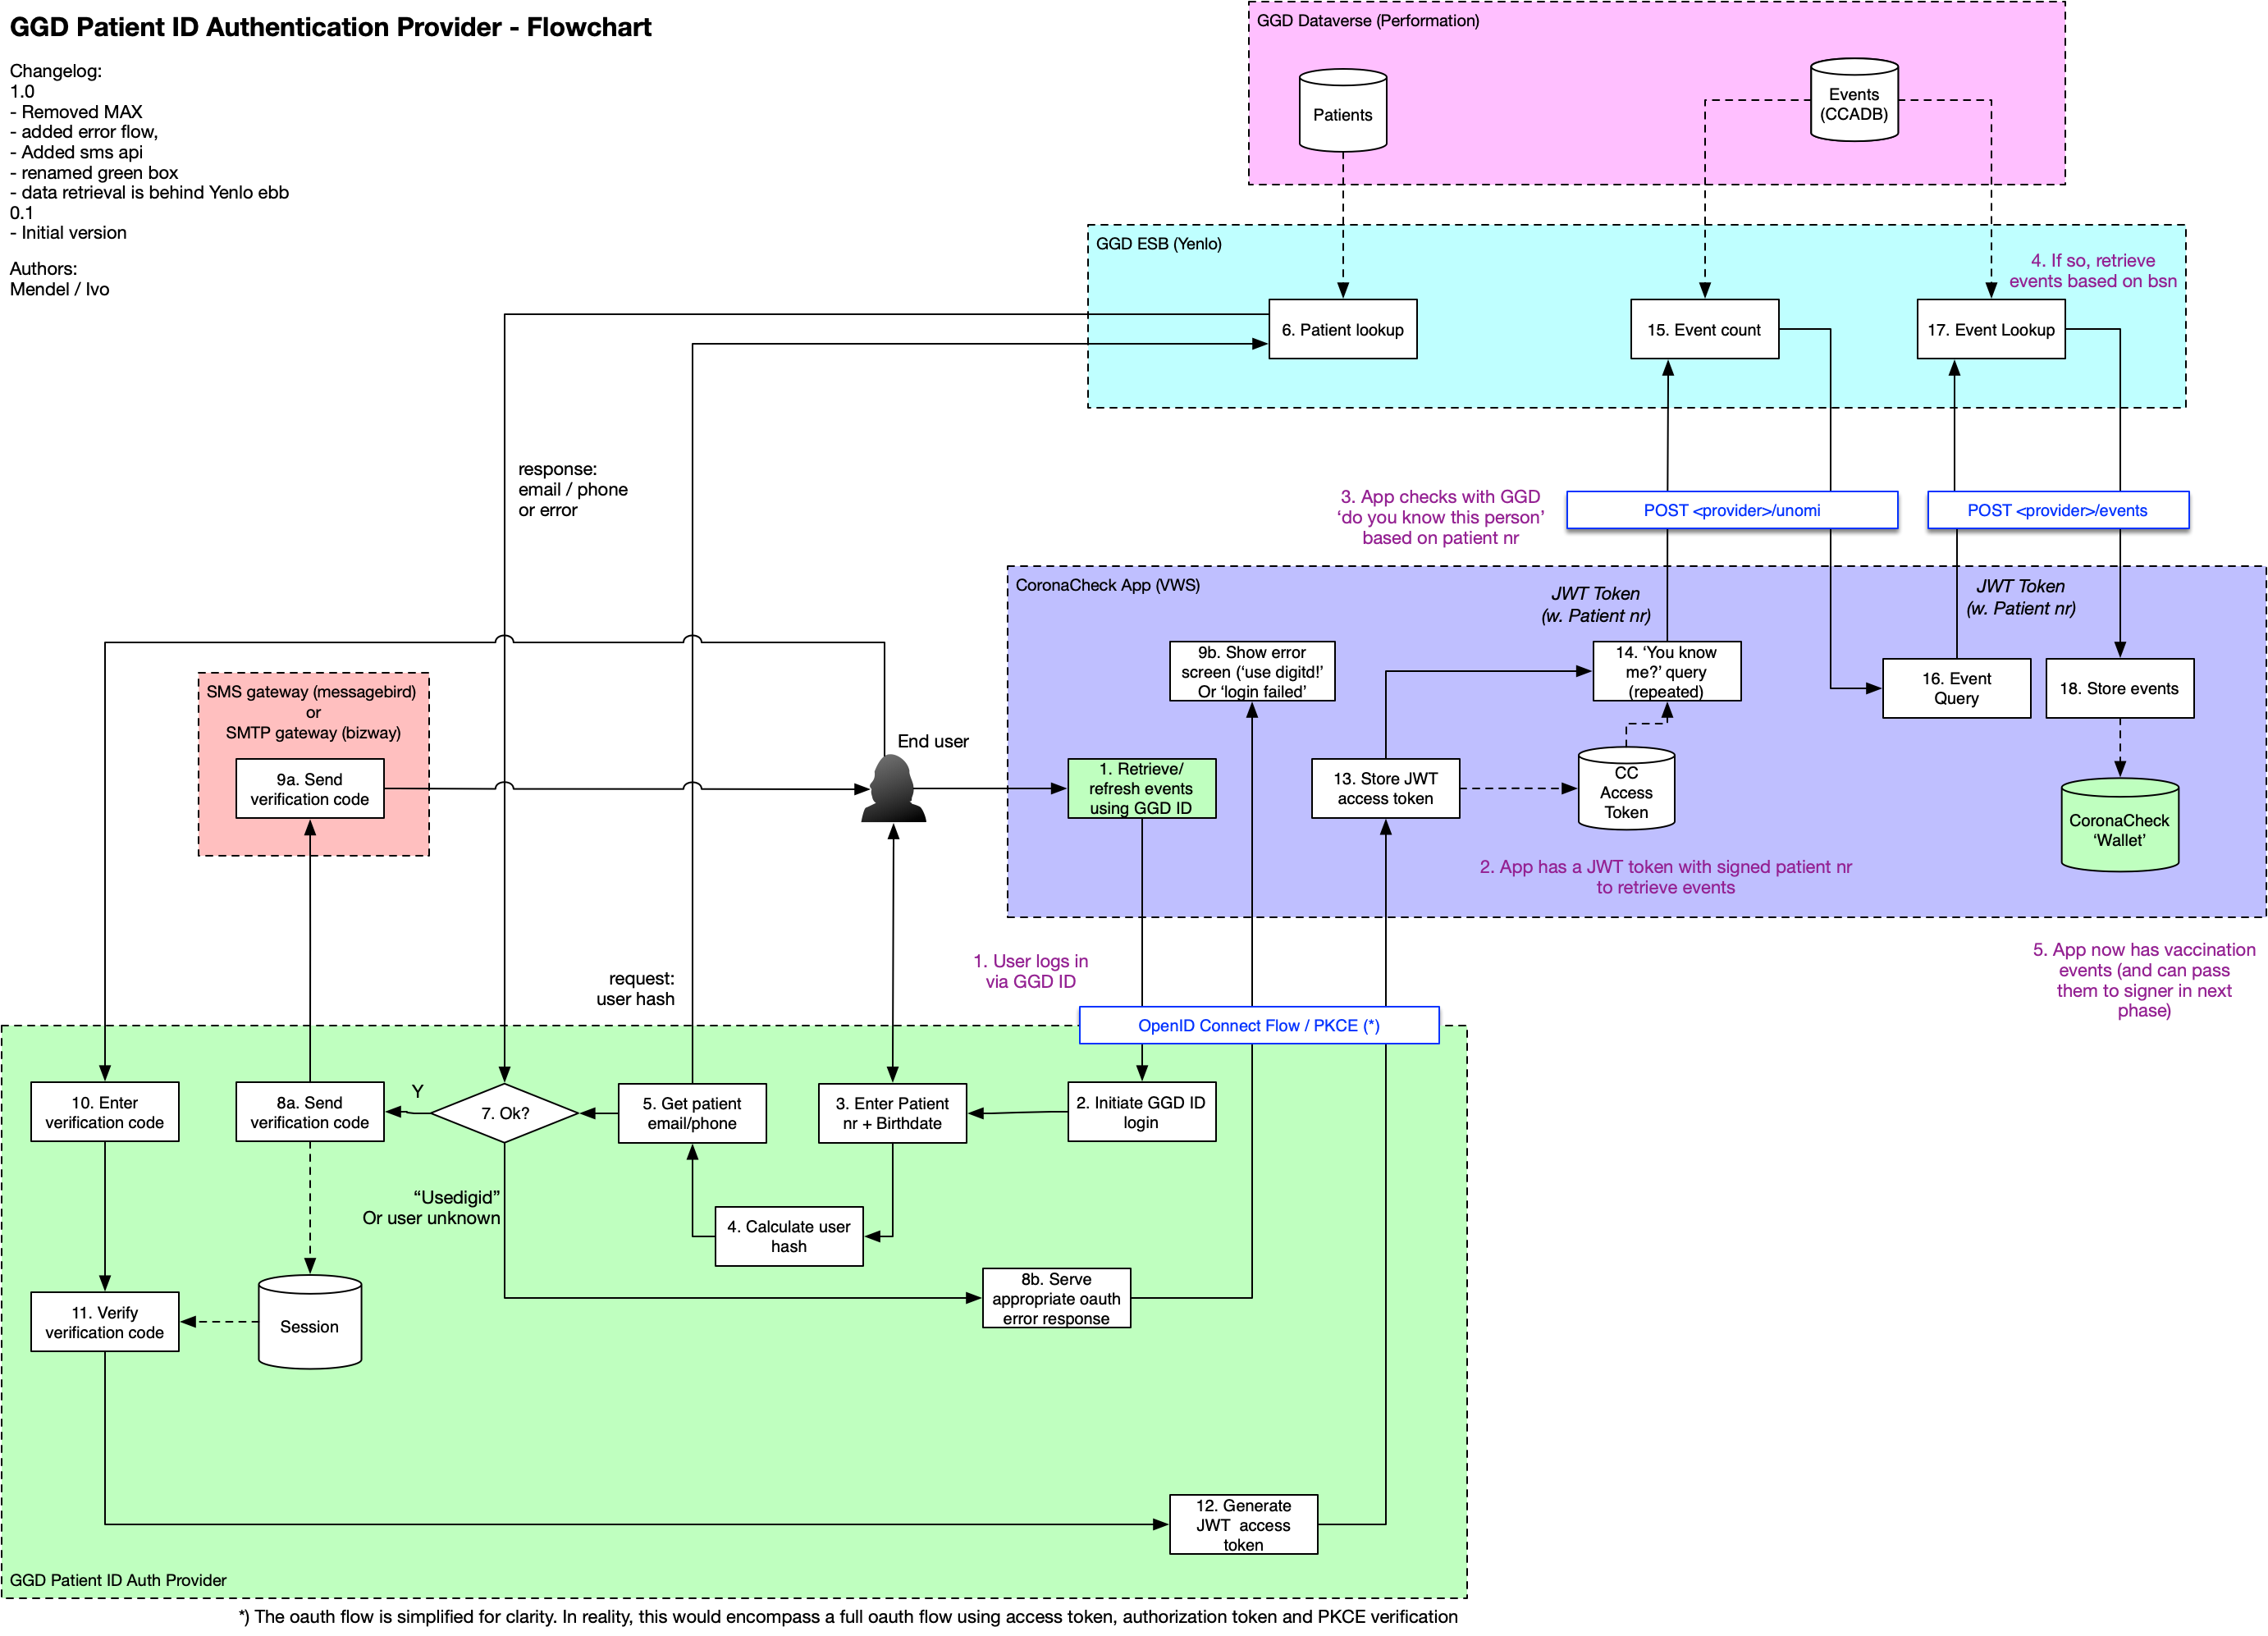 GGD Patient ID Authentication Provider - Flowchart
Changelog:
1.0
- Removed MAX
- added error flow,
- Added sms api
- renamed green box
- data retrieval is behind Yenlo ebb
0.1
- Initial version
Authors:
Mendel / Ivo
GGD Dataverse (Performation)
Patients
Events
(CCADB)
GGD ESB (Yenlo)
4. If so, retrieve
events based on bsn
6. Patient lookup
15. Event count
17. Event Lookup
response:
email / phone
or error
3. App checks with GGD
‘do you know this person’
based on patient nr
POST <provider>/unomi
POST <provider>/events
CoronaCheck App (VWS)
JWT Token
(w. Patient nr)
JWT Token
(w. Patient nr)
9b. Show error
screen (‘use digitd!’
Or ‘login failed’
14. ‘You know
me?’ query
(repeated)
16. Event
Query
18. Store events
SMS gateway (messagebird)
or
SMTP gateway (bizway)
9a. Send
verification code
End user
1. Retrieve/
refresh events
using GGD ID
13. Store JWT
access token
CC
Access
Token
CoronaCheck
‘Wallet’
2. App has a JWT token with signed patient nr
to retrieve events
1. User logs in
via GGD ID
request:
user hash
5. App now has vaccination
events (and can pass
them to signer in next
phase)
OpenID Connect Flow / PKCE (*)
10. Enter
verification code
8a. Send
verification code
Y
7. Ok?
5. Get patient
email/phone
3. Enter Patient
nr + Birthdate
2. Initiate GGD ID
login
“Usedigid”
Or user unknown
4. Calculate user
hash
8b. Serve
appropriate oauth
error response
11. Verify
verification code
Session
12. Generate
JWT access
token
GGD Patient ID Auth Provider
*) The oauth flow is simplified for clarity. In reality, this would encompass a full oauth flow using access token, authorization token and PKCE verification